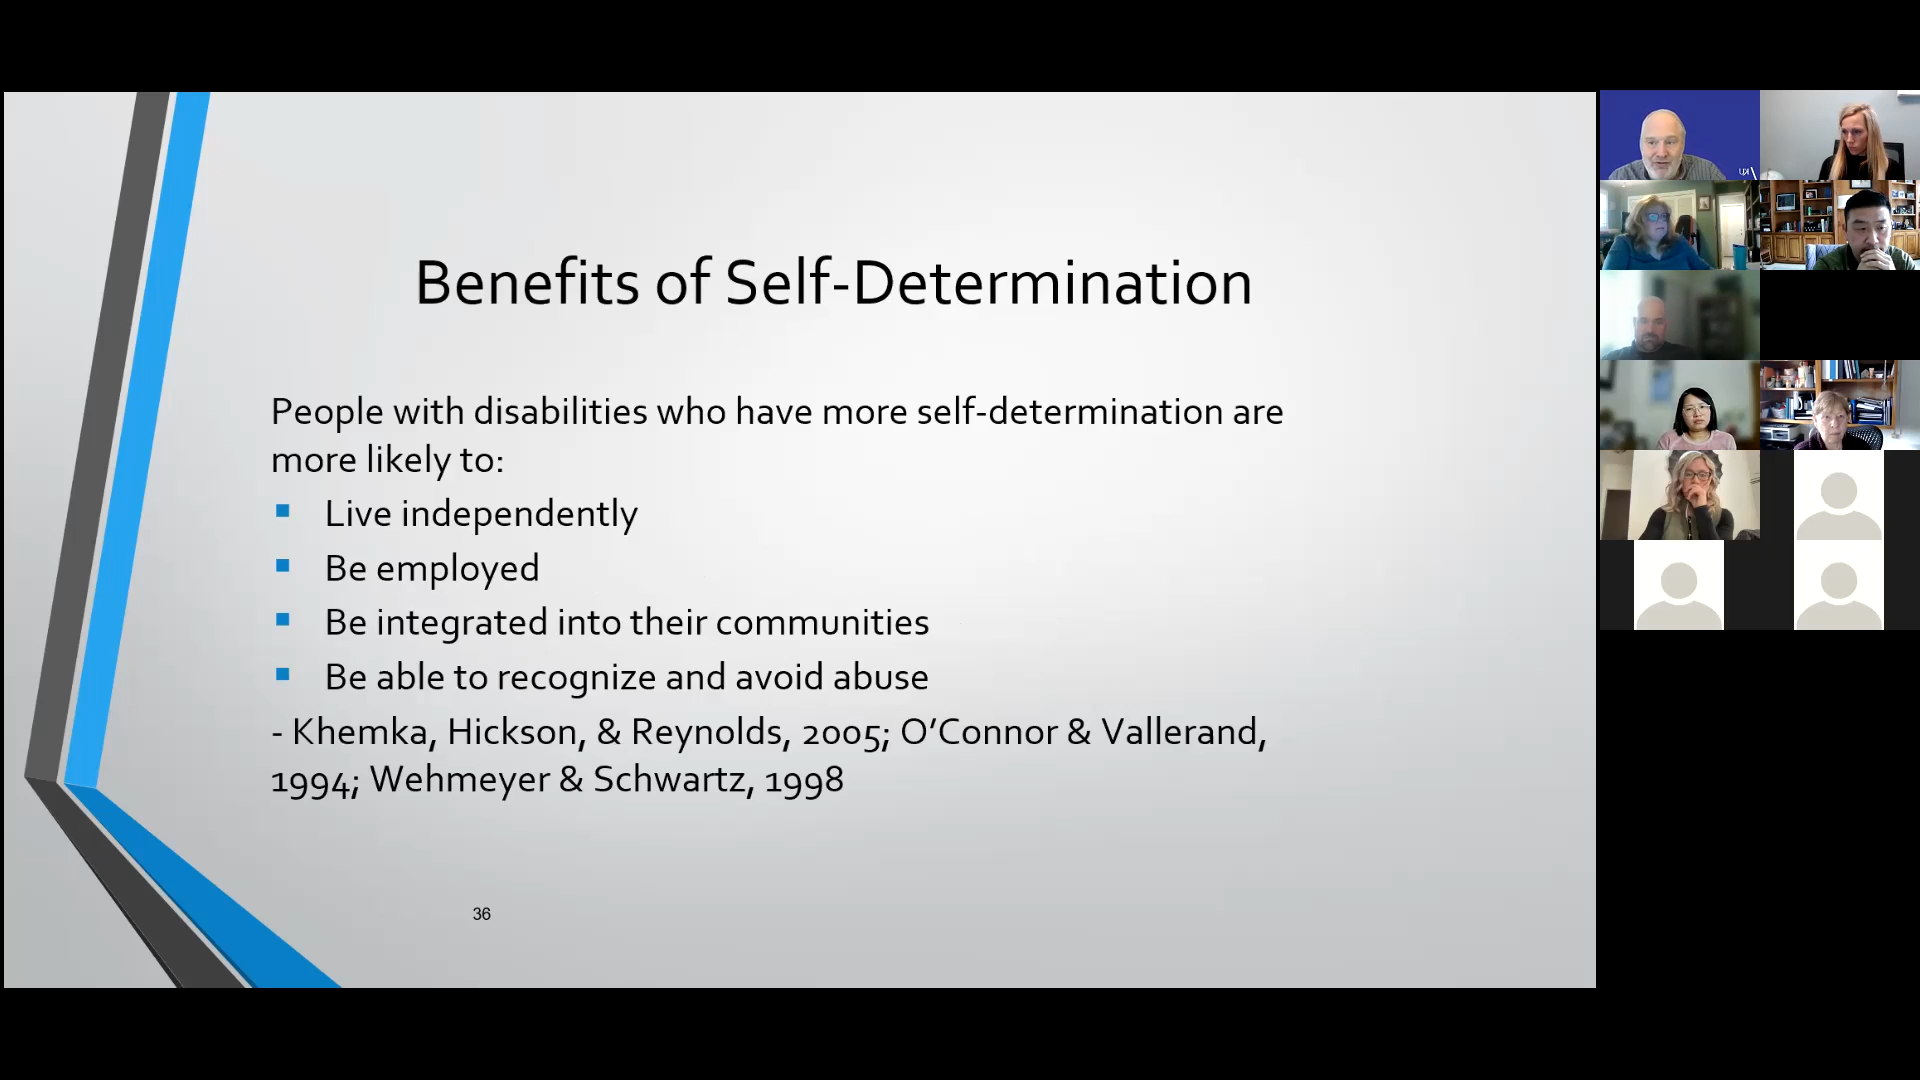 Benefits of Self-Determination
People with disabilities who have more self-determination are
more likely to:
Live independently
Be employed
Be integrated into their communities
Be able to recognize and avoid abuse
- Khemka, Hickson, & Reynolds, 2005; O’Connor & Vallerand,
1994; Wehmeyer & Schwartz, 1998
36